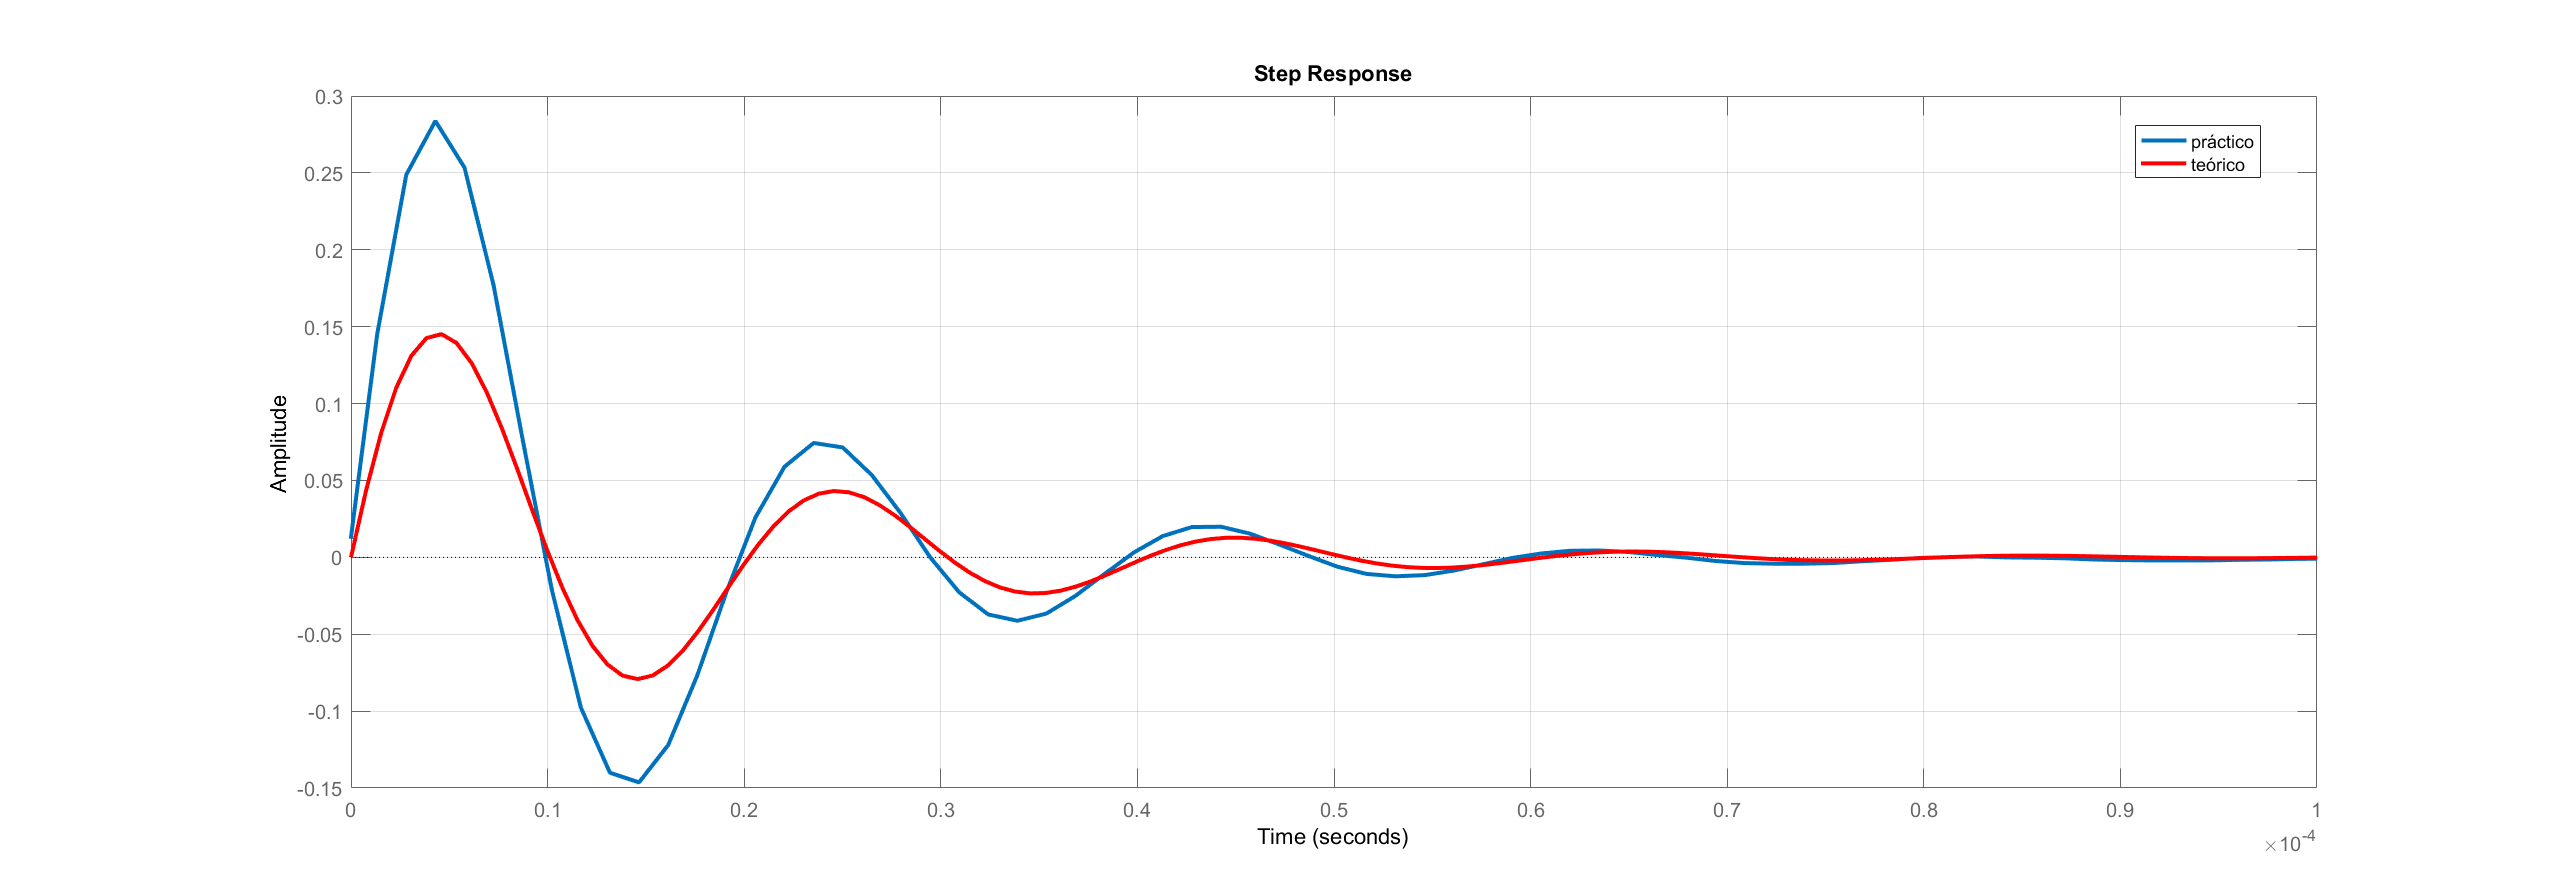 Step Response
práctico
teórico
Amplitude
0.3
0.25
0.2
0.15
0.1
0.05
0
-0.05
-0.1
-0.15
0 0.1 0.2 0.3 0.4 0.5 0.6 0.7 0.8 0.9 1
Time (seconds)
×10-4